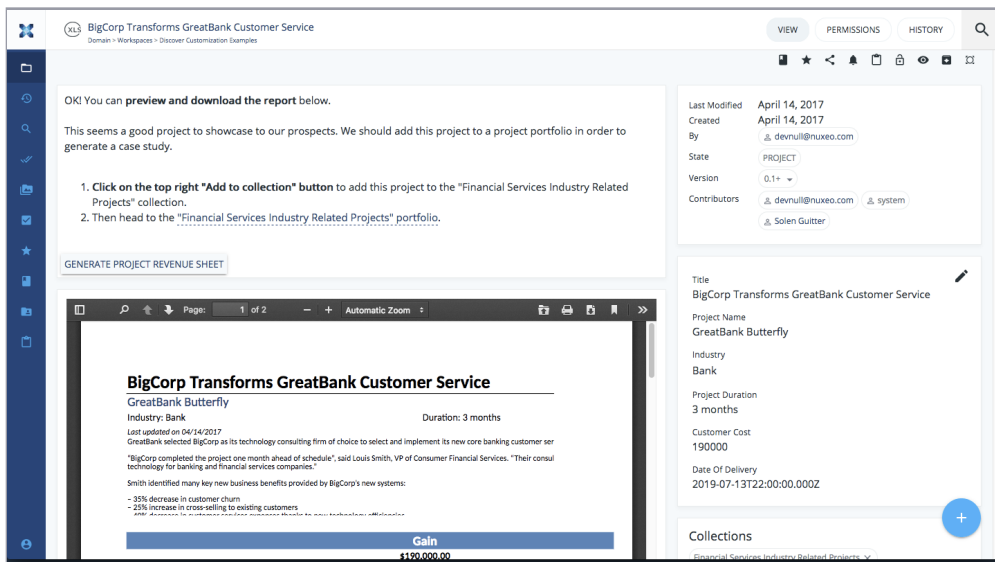 XLS
BigCorp Transforms GreatBank Customer Service
Domain > Workspaces > Discover Customization Examples
VIEW
PERMISSIONS
HISTORY
OK! You can preview and download the report below.
This seems a good project to showcase to our prospects. We should add this project to a project portfolio in order to
generate a case study.
1. Click on the top right "Add to collection" button to add this project to the "Financial Services Industry Related
Projects" collection.
2. Then head to the "Financial Services Industry Related Projects" portfolio.
GENERATE PROJECT REVENUE SHEET
Page: 1 of 2
Automatic Zoom
BigCorp Transforms GreatBank Customer Service
GreatBank Butterfly
Industry: Bank Duration: 3 months
Last updated on 04/14/2017
GreatBank selected BigCorp as its technology consulting firm of choice to select and implement its new core banking customer ser
"BigCorp completed the project one month ahead of schedule", said Louis Smith, VP of Consumer Financial Services. "Their consul
technology for banking and financial services companies."
Smith identified many key new business benefits provided by BigCorp's new systems:
– 35% decrease in customer churn
– 25% increase in cross-selling to existing customers
Gain
$190,000.00
Last Modified April 14, 2017
Created April 14, 2017
By devnull@nuxeo.com
State PROJECT
Version 0.1+
Contributors devnull@nuxeo.com system
Solen Guitter
Title
BigCorp Transforms GreatBank Customer Service
Project Name
GreatBank Butterfly
Industry
Bank
Project Duration
3 months
Customer Cost
190000
Date Of Delivery
2019-07-13T22:00:00.000Z
Collections
Financial Services Industry Related Projects